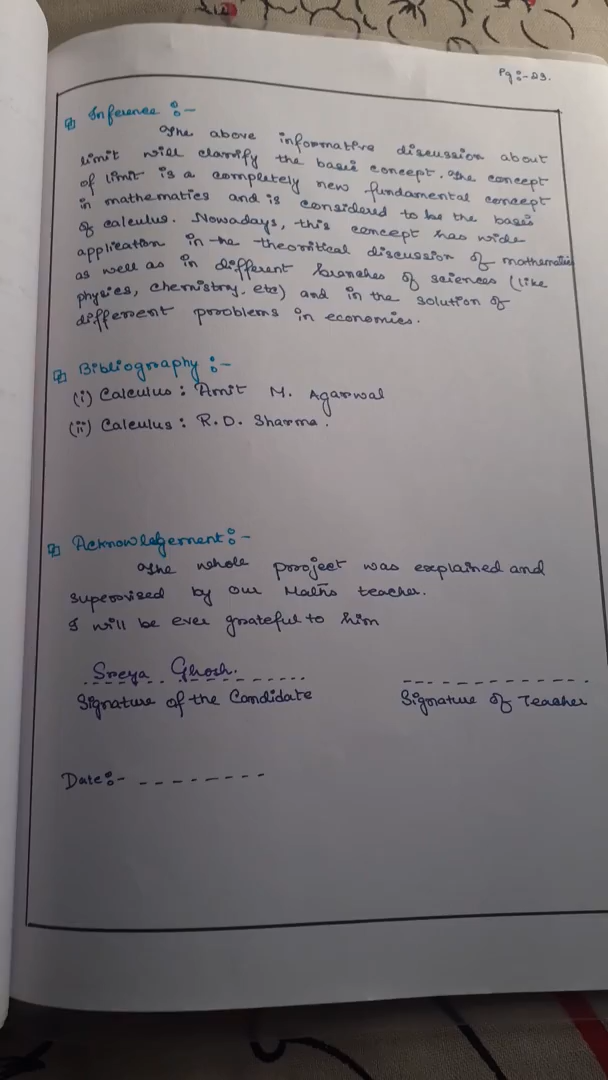 Pg:-23.
Inference :-
The above informative discussion about
limit will clarify the basic concept. The concept
of limit is a completely new fundamental concept
in mathematics and is considered to be the basis
of calculus. Nowadays, this concept has wide
application in the theoritical discussion of mathematics
as well as in different branches of sciences (like
physics, chemistry. etc) and in the solution of
different problems in economics.
Bibliography :-
(i) Calculus : Amit M. Agarwal
(ii) Calculus : R.D. Sharma.
Acknowlegement :-
The whole project was explained and
supervised by our Maths teacher.
I will be ever grateful to him
Sreya Ghosh.
Signature of the Candidate
Signature of Teacher
Date:- --------